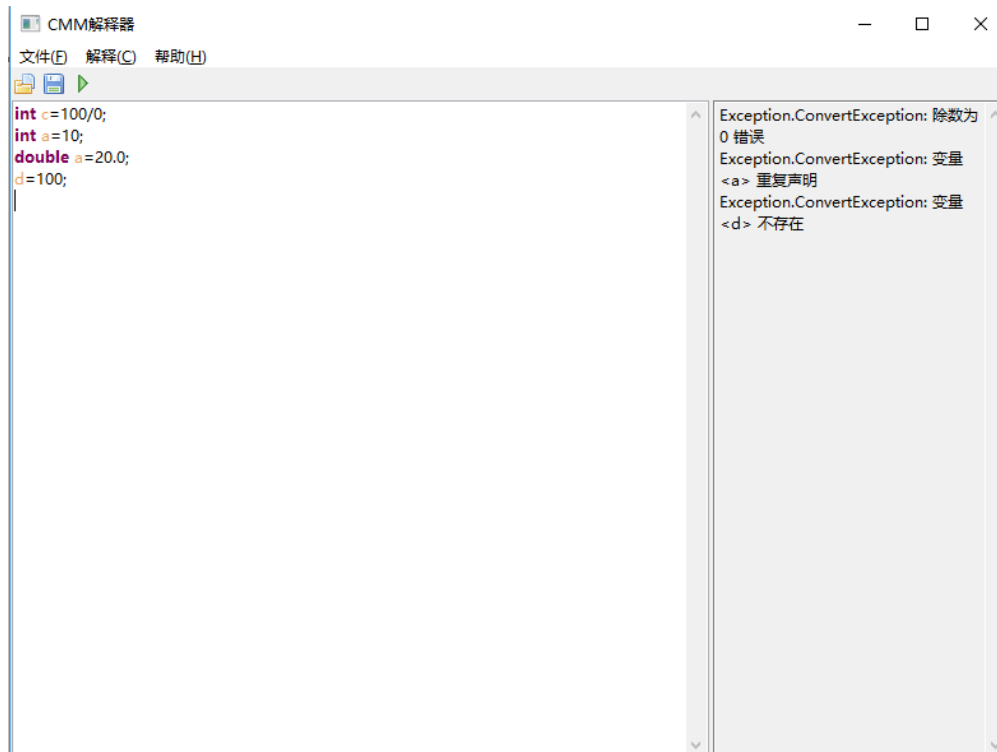 CMM解释器
文件(F) 解释(C) 帮助(H)
int c=100/0;
int a=10;
double a=20.0;
d=100;
Exception.ConvertException: 除数为
0 错误
Exception.ConvertException: 变量
<a> 重复声明
Exception.ConvertException: 变量
<d> 不存在